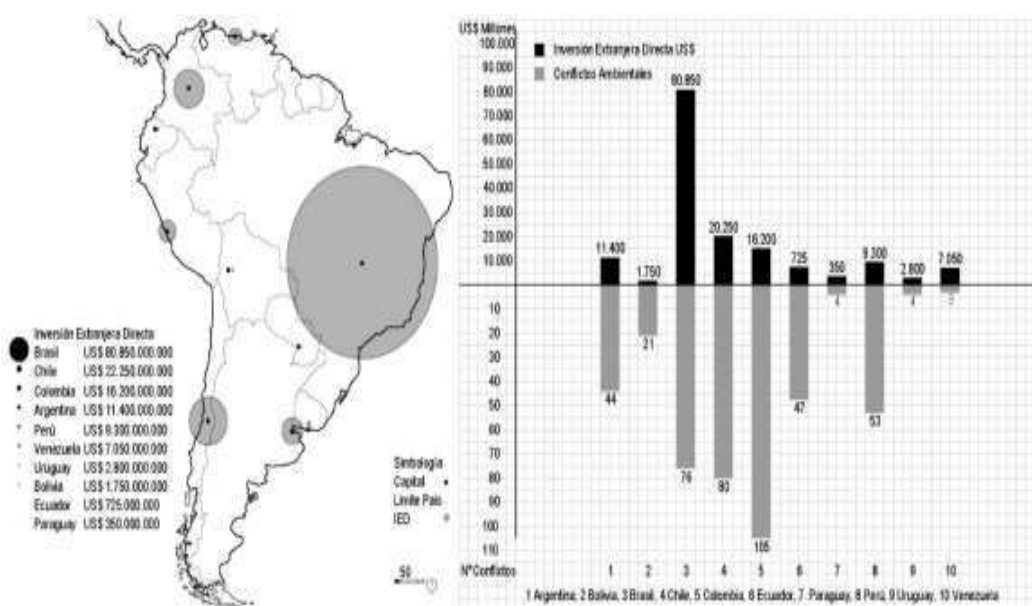 Inversión Extranjera Directa
Brasil US$ 80.850.000.000
Chile US$ 22.250.000.000
Colombia US$ 16.200.000.000
Argentina US$ 11.400.000.000
Perú US$ 9.300.000.000
Venezuela US$ 7.050.000.000
Uruguay US$ 2.800.000.000
Bolivia US$ 1.750.000.000
Ecuador US$ 725.000.000
Paraguay US$ 350.000.000
Simbología
Capital
Limite Pais
IED
50
US$ Millones
100.000
90.000
80.000
70.000
60.000
50.000
40.000
30.000
20.000
10.000
10
20
30
40
50
60
70
80
90
100
110
Inversión Extranjera Directa US$
Conflictos Ambientales
11.400
1.750
80.850
20.250
16.200
725
350
9.300
2.800
7.050
44
21
76
80
105
47
4
53
4
N° Conflictos
1 2 3 4 5 6 7 8 9 10
1 Argentina, 2 Bolivia, 3 Brasil, 4 Chile, 5 Colombia, 6 Ecuador, 7 Paraguay, 8 Perú, 9 Uruguay, 10 Venezuela